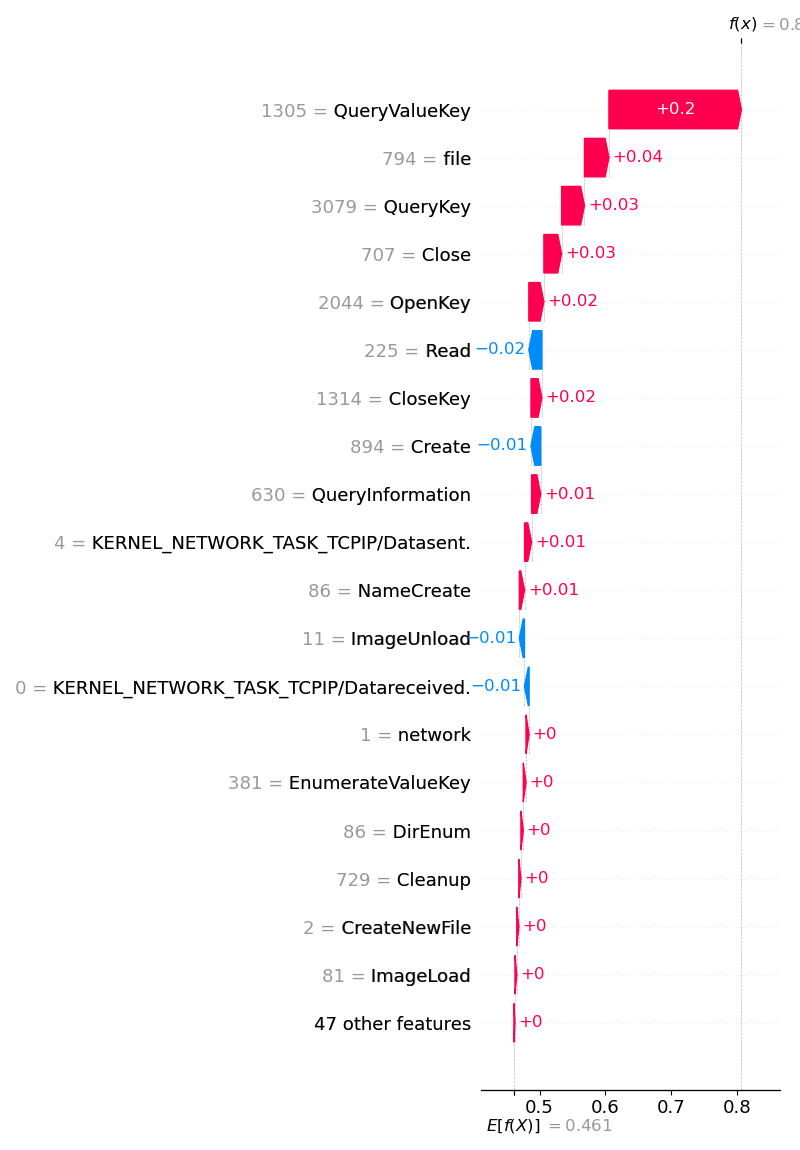 f(x) = 0.8
1305 = QueryValueKey +0.2
794 = file +0.04
3079 = QueryKey +0.03
707 = Close +0.03
2044 = OpenKey +0.02
225 = Read −0.02
1314 = CloseKey +0.02
894 = Create −0.01
630 = QueryInformation +0.01
4 = KERNEL_NETWORK_TASK_TCPIP/Datasent. +0.01
86 = NameCreate +0.01
11 = ImageUnload −0.01
0 = KERNEL_NETWORK_TASK_TCPIP/Datareceived. −0.01
1 = network +0
381 = EnumerateValueKey +0
86 = DirEnum +0
729 = Cleanup +0
2 = CreateNewFile +0
81 = ImageLoad +0
47 other features +0
0.5 0.6 0.7 0.8
E[f(X)] = 0.461